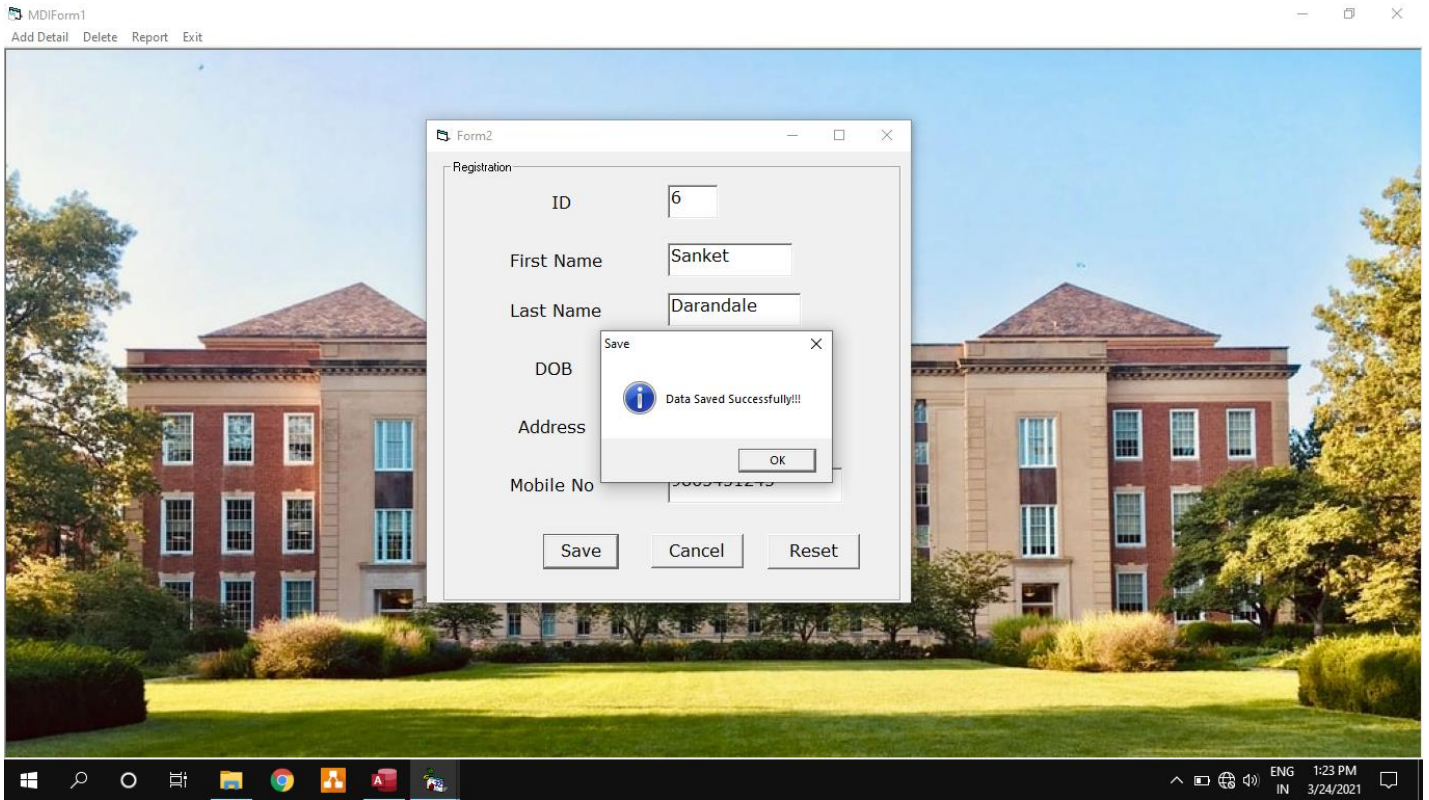 MDIForm1
Add Detail Delete Report Exit
Form2
Registration
ID 6
First Name Sanket
Last Name Darandale
Save
DOB
Data Saved Successfully!!!
Address
OK
Mobile No
Save Cancel Reset
ENG 1:23 PM
IN 3/24/2021